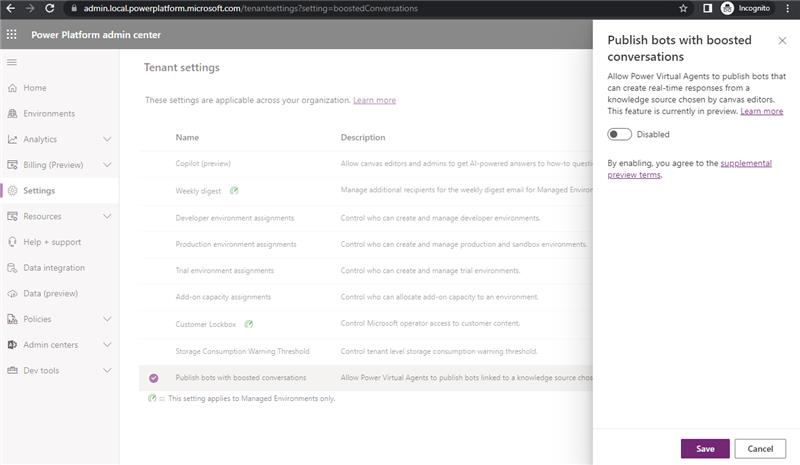 admin.local.powerplatform.microsoft.com/tenantsettings?setting=boostedConversations
Incognito
Power Platform admin center
Home
Environments
Analytics
Billing (Preview)
Settings
Resources
Help + support
Data integration
Data (preview)
Policies
Admin centers
Dev tools
Tenant settings
These settings are applicable across your organization. Learn more
Name Description
Copilot (preview) Allow canvas editors and admins to get AI-powered answers to how-to questi
Weekly digest Manage additional recipients for the weekly digest email for Managed Environ
Developer environment assignments Control who can create and manage developer environments.
Production environment assignments Control who can create and manage production and sandbox environments.
Trial environment assignments Control who can create and manage trial environments.
Add-on capacity assignments Control who can allocate add-on capacity to an environment.
Customer Lockbox Control Microsoft operator access to customer content.
Storage Consumption Warning Threshold Control tenant level storage consumption warning threshold.
Publish bots with boosted conversations Allow Power Virtual Agents to publish bots linked to a knowledge source chos
:: This setting applies to Managed Environments only.
Publish bots with boosted
conversations
Allow Power Virtual Agents to publish bots that
can create real-time responses from a
knowledge source chosen by canvas editors.
This feature is currently in preview. Learn more
Disabled
By enabling, you agree to the supplemental
preview terms.
Save
Cancel